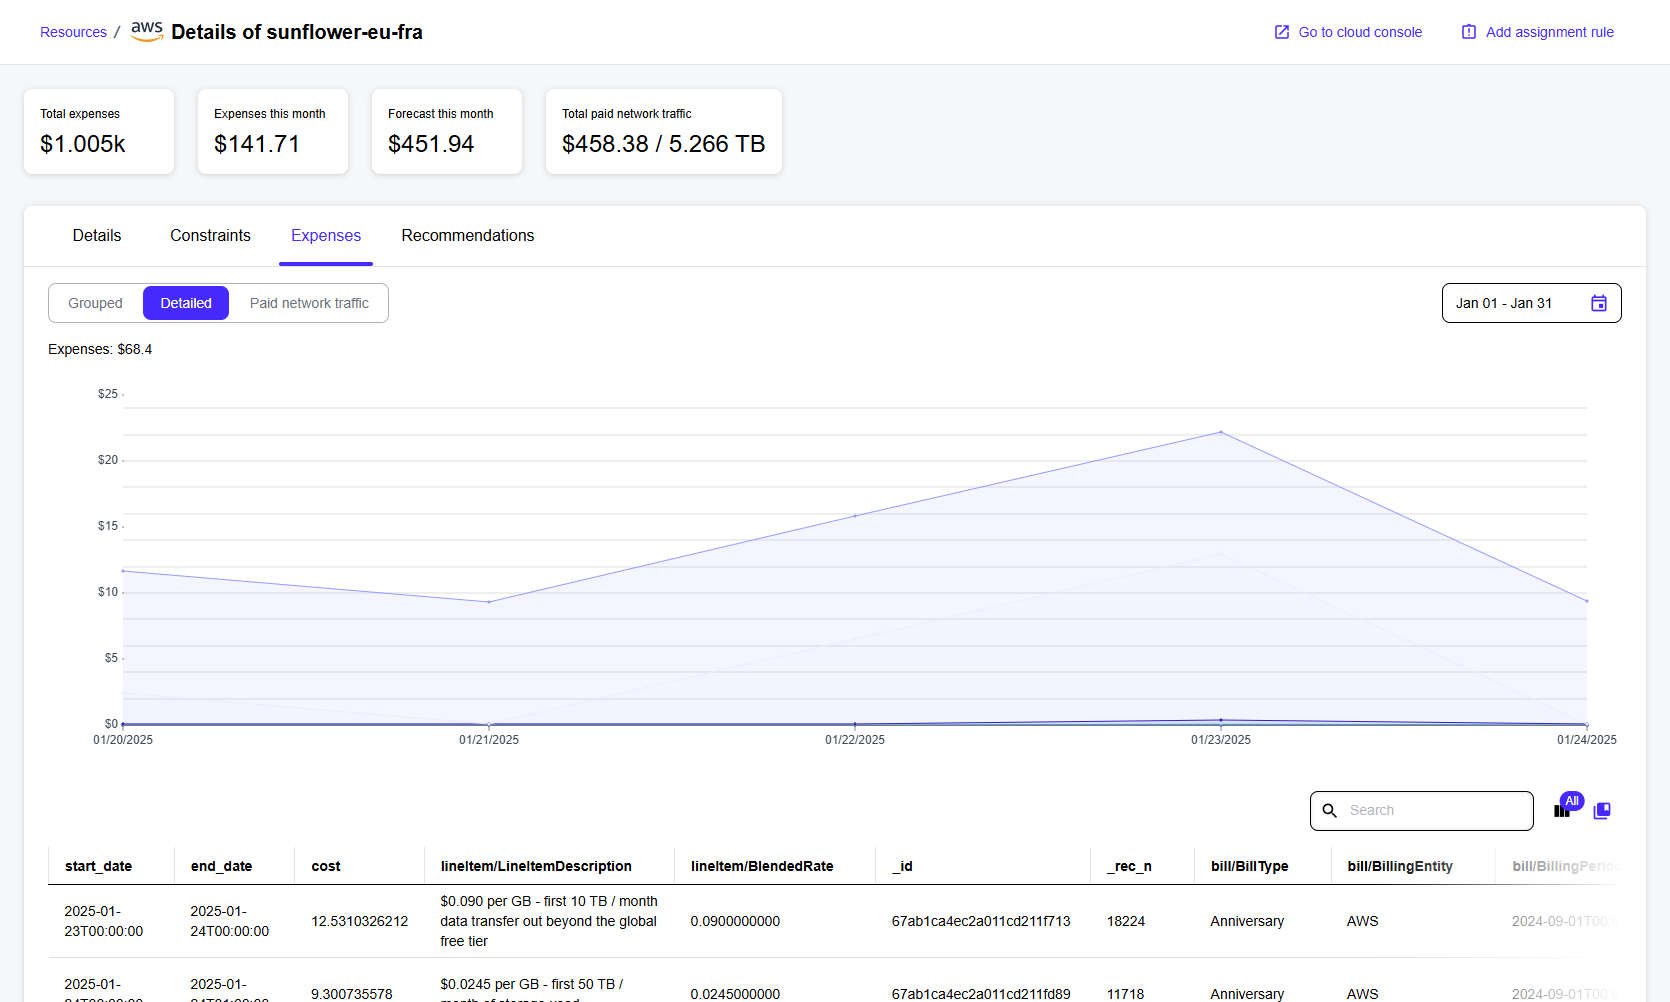 Resources / aws Details of sunflower-eu-fra
Go to cloud console
Add assignment rule
Total expenses
$1.005k
Expenses this month
$141.71
Forecast this month
$451.94
Total paid network traffic
$458.38 / 5.266 TB
Details
Constraints
Expenses
Recommendations
Grouped
Detailed
Paid network traffic
Jan 01 - Jan 31
Expenses: $68.4
$25
$20
$15
$10
$5
$0
01/20/2025
01/21/2025
01/22/2025
01/23/2025
01/24/2025
Search
All
start_date
end_date
cost
lineItem/LineItemDescription
lineItem/BlendedRate
_id
_rec_n
bill/BillType
bill/BillingEntity
bill/BillingPerio
2025-01-
23T00:00:00
2025-01-
24T00:00:00
12.5310326212
$0.090 per GB - first 10 TB / month
data transfer out beyond the global
free tier
0.0900000000
67ab1ca4ec2a011cd211f713
18224
Anniversary
AWS
2024-09-01T00:
2025-01-
2025-01-
9.300735578
$0.0245 per GB - first 50 TB /
month of storage used
0.0245000000
67ab1ca4ec2a011cd211fd89
11718
Anniversary
AWS
2024-09-01T00: